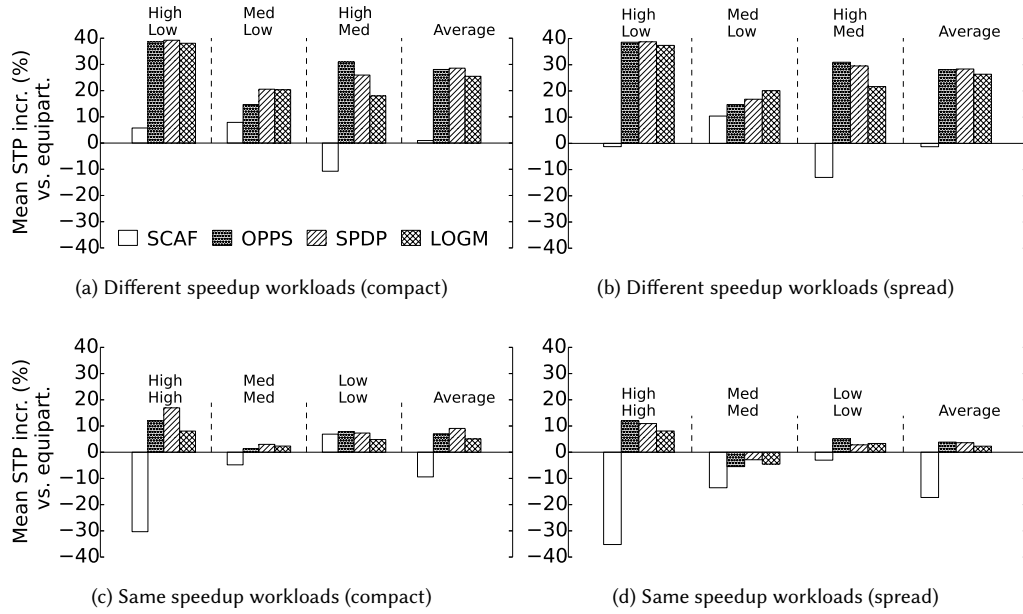 High
Low
Med
Low
High
Med
Average
Mean STP incr. (%)
vs. equipart.
40
30
20
10
0
−10
−20
−30
−40
SCAF
OPPS
SPDP
LOGM
(a) Different speedup workloads (compact)
High
Low
Med
Low
High
Med
Average
40
30
20
10
0
−10
−20
−30
−40
(b) Different speedup workloads (spread)
Mean STP incr. (%)
vs. equipart.
40
30
20
10
0
−10
−20
−30
−40
High
High
Med
Med
Low
Low
Average
(c) Same speedup workloads (compact)
40
30
20
10
0
−10
−20
−30
−40
High
High
Med
Med
Low
Low
Average
(d) Same speedup workloads (spread)